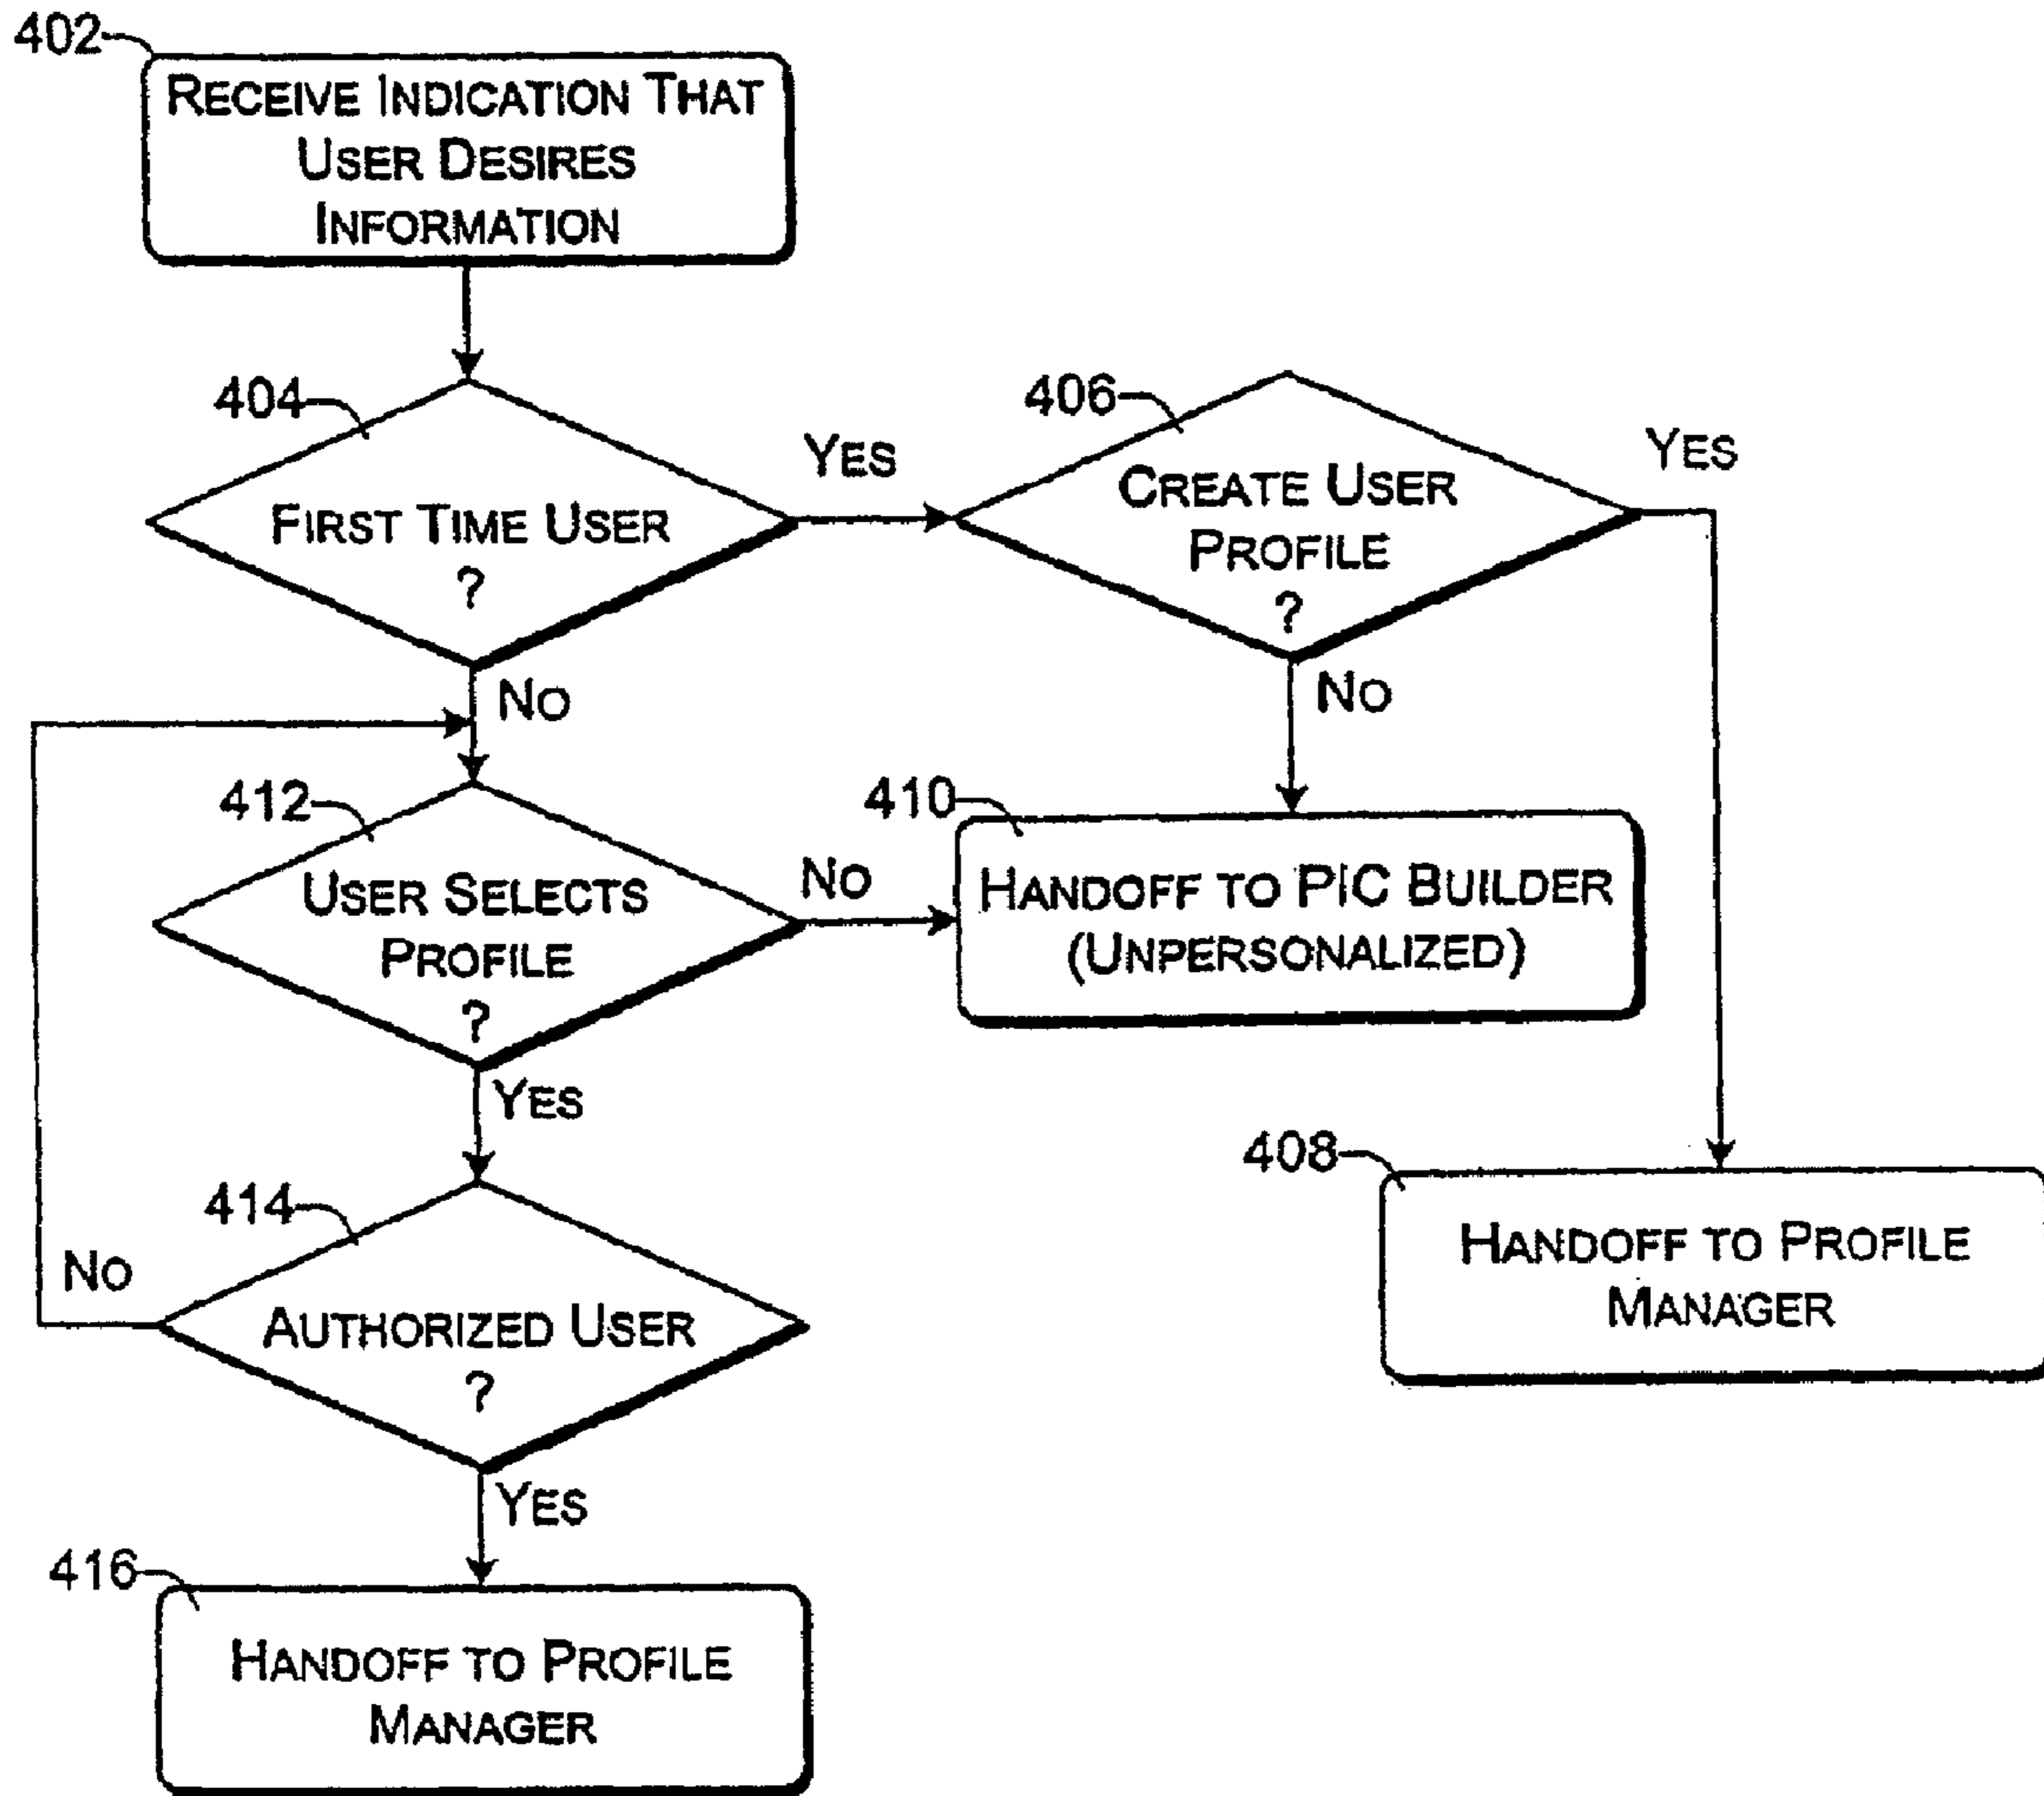 402
RECEIVE INDICATION THAT
USER DESIRES
INFORMATION
404
FIRST TIME USER
?
YES
406
CREATE USER
PROFILE
?
YES
NO
NO
412
USER SELECTS
PROFILE
?
NO
410
HANDOFF TO PIC BUILDER
(UNPERSONALIZED)
YES
408
HANDOFF TO PROFILE
MANAGER
414
NO
AUTHORIZED USER
?
YES
416
HANDOFF TO PROFILE
MANAGER